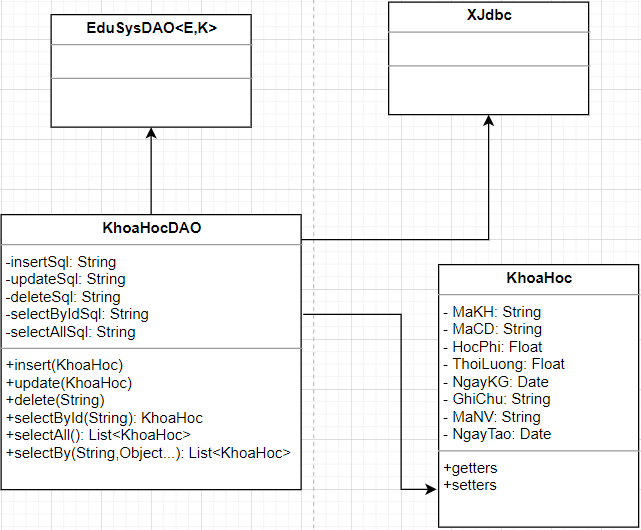 EduSysDAO<E,K>
XJdbc
KhoaHocDAO
-insertSql: String
-updateSql: String
-deleteSql: String
-selectByIdSql: String
-selectAllSql: String
+insert(KhoaHoc)
+update(KhoaHoc)
+delete(String)
+selectById(String): KhoaHoc
+selectAll(): List<KhoaHoc>
+selectBy(String,Object...): List<KhoaHoc>
KhoaHoc
- MaKH: String
- MaCD: String
- HocPhi: Float
- ThoiLuong: Float
- NgayKG: Date
- GhiChu: String
- MaNV: String
- NgayTao: Date
+getters
+setters